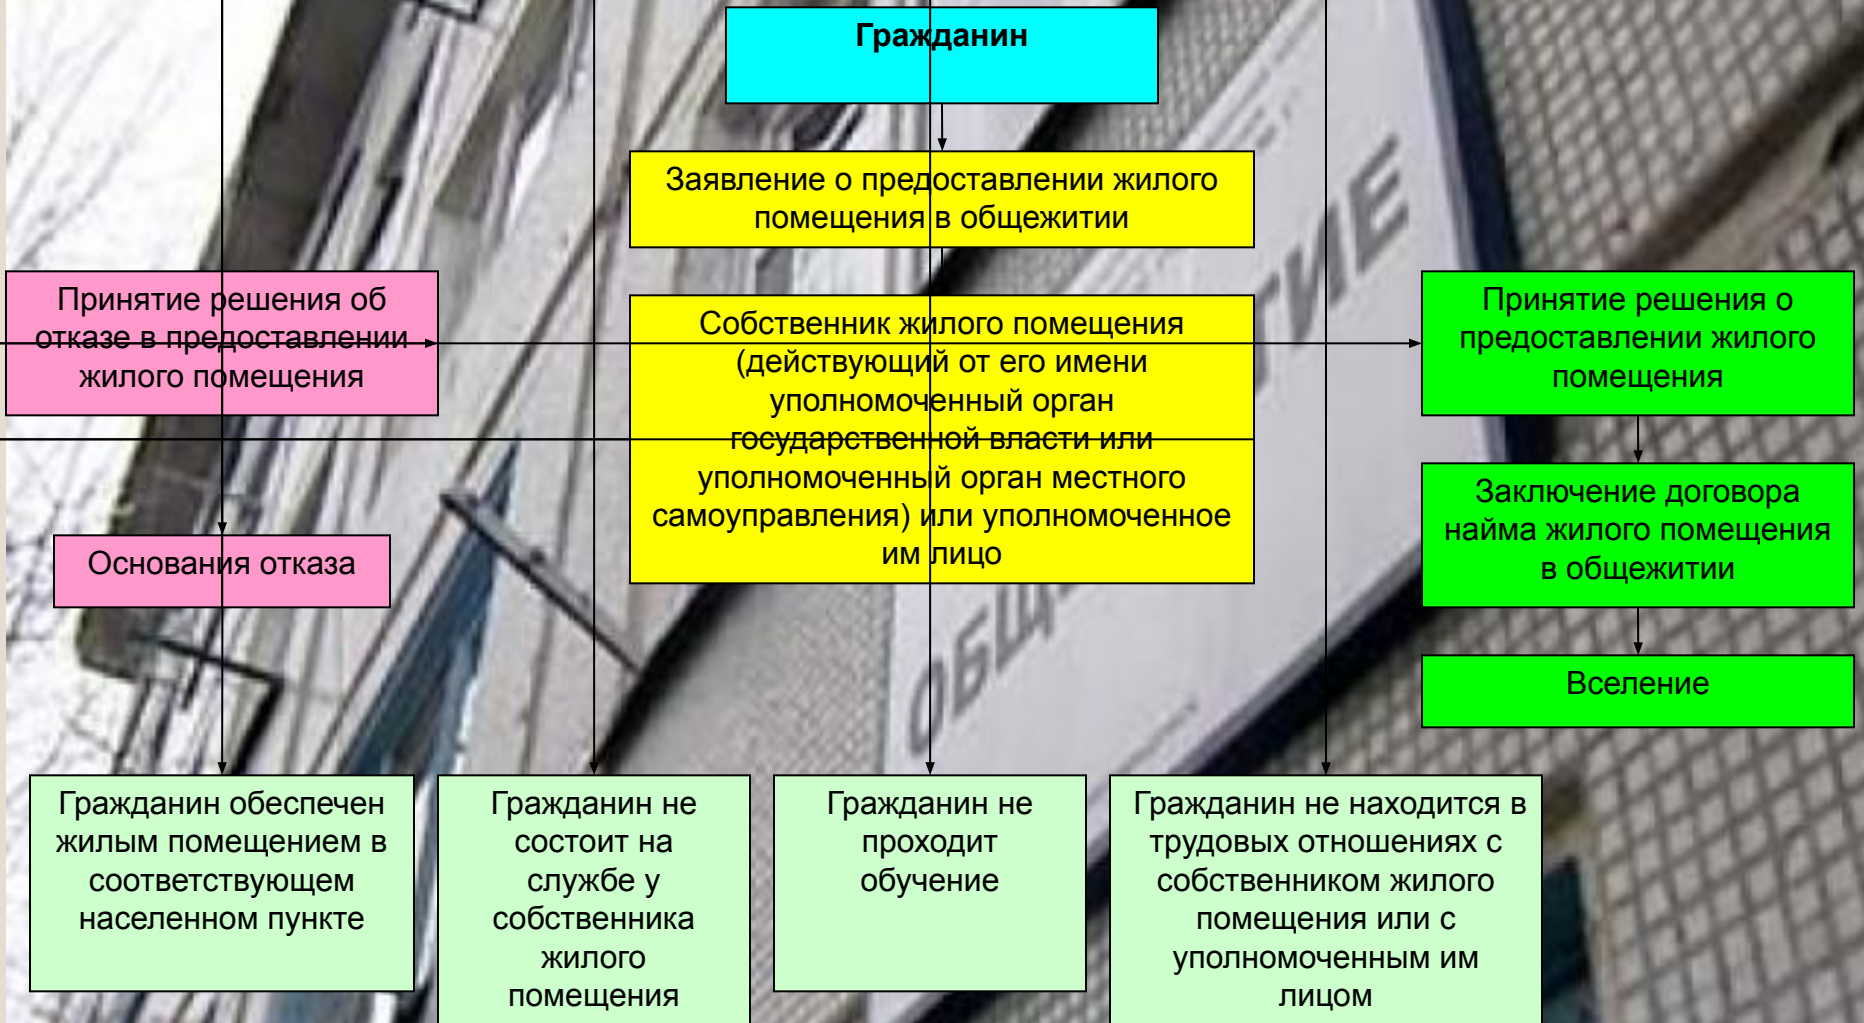 Гражданин
Заявление о предоставлении жилого
помещения в общежитии
Принятие решения об
отказе в предоставлении
жилого помещения
Собственник жилого помещения
(действующий от его имени
уполномоченный орган
государственной власти или
уполномоченный орган местного
самоуправления) или уполномоченное
им лицо
Принятие решения о
предоставлении жилого
помещения
Основания отказа
Заключение договора
найма жилого помещения
в общежитии
Вселение
Гражданин обеспечен
жилым помещением в
соответствующем
населенном пункте
Гражданин не
состоит на
службе у
собственника
жилого
помещения
Гражданин не
проходит
обучение
Гражданин не находится в
трудовых отношениях с
собственником жилого
помещения или с
уполномоченным им
лицом